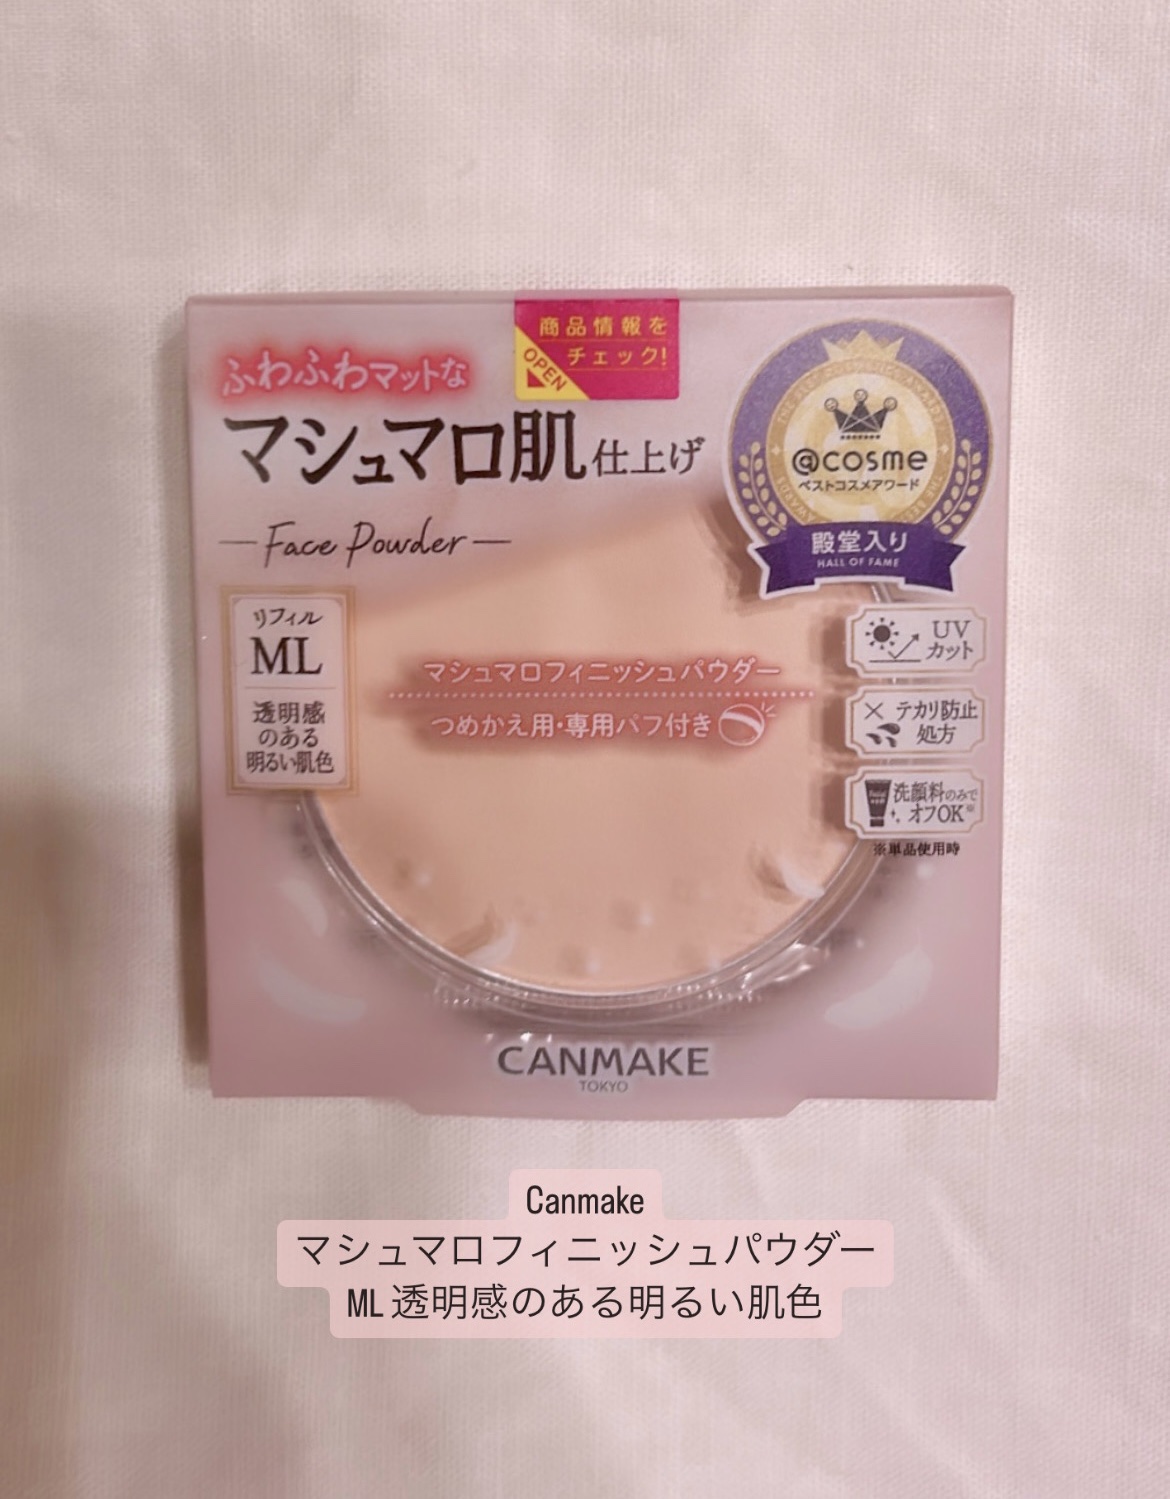 商品情報を
チェック!
OPEN
ふわふわマットな
マシュマロ肌仕上げ
Face Powder
@cosme
ベストコスメアワード
殿堂入り
HALL OF FAME
リフィル
ML
透明感
のある
明るい肌色
マシュマロフィニッシュパウダー
つめかえ用・専用パフ付き
UV
カット
テカリ防止
処方
洗顔料のみで
オフOK※
※単品使用時
CANMAKE
TOKYO
Canmake
マシュマロフィニッシュパウダー
ML 透明感のある明るい肌色